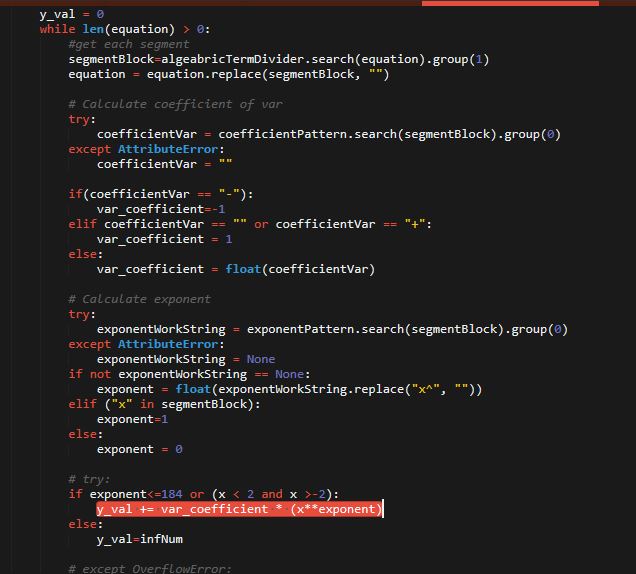 y_val = 0
while len(equation) > 0:
#get each segment
segmentBlock=algeabricTermDivider.search(equation).group(1)
equation = equation.replace(segmentBlock, "")
# Calculate coefficient of var
try:
coefficientVar = coefficientPattern.search(segmentBlock).group(0)
except AttributeError:
coefficientVar = ""
if(coefficientVar == "-"):
var_coefficient=-1
elif coefficientVar == "" or coefficientVar == "+":
var_coefficient = 1
else:
var_coefficient = float(coefficientVar)
# Calculate exponent
try:
exponentWorkString = exponentPattern.search(segmentBlock).group(0)
except AttributeError:
exponentWorkString = None
if not exponentWorkString == None:
exponent = float(exponentWorkString.replace("x^", ""))
elif ("x" in segmentBlock):
exponent=1
else:
exponent = 0
# try:
if exponent<=184 or (x < 2 and x >-2):
y_val += var_coefficient * (x**exponent)
else:
y_val=infNum
# except OverflowError: